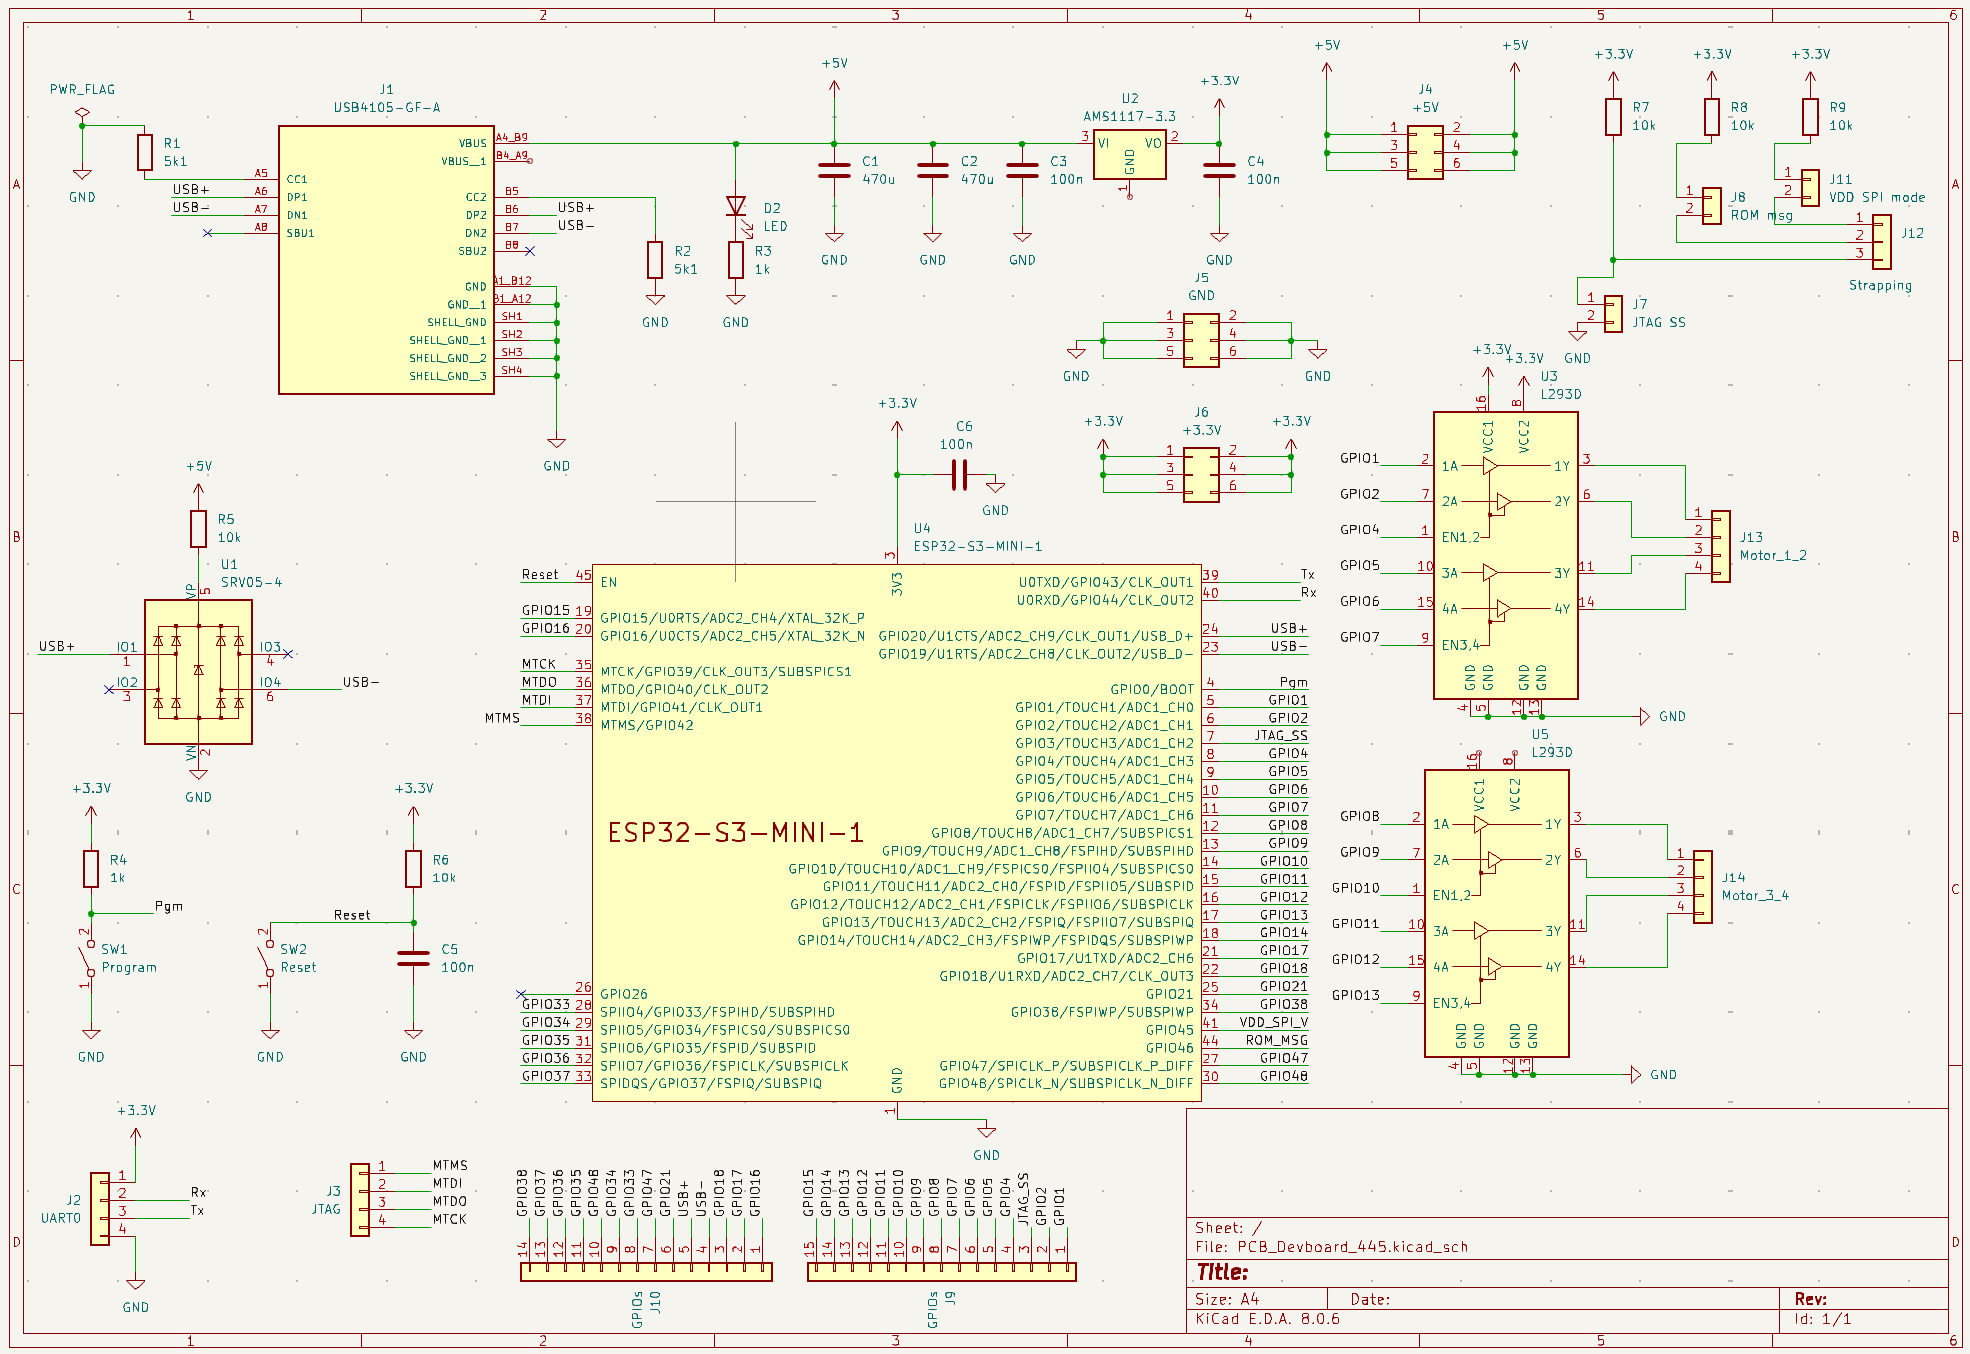 1 2 3 4 5 6
A B C D
PWR_FLAG
GND
R1
5k1
J1
USB4105-GF-A
A5 CC1
USB+ A6 DP1
USB- A7 DN1
A8 SBU1
VBUS A4_B9
VBUS__1 B4_A9
CC2 B5
DP2 B6 USB+
DN2 B7 USB-
SBU2 B8
GND A1_B12
GND__1 B1_A12
SHELL_GND SH1
SHELL_GND__1 SH2
SHELL_GND__2 SH3
SHELL_GND__3 SH4
GND
R2
5k1
GND
D2
LED
R3
1k
GND
+5V
C1
470u
GND
C2
470u
GND
C3
100n
GND
U2
AMS1117-3.3
3 VI VO 2
GND
1
+3.3V
C4
100n
GND
+5V +5V
J4
+5V
1 2
3 4
5 6
J5
GND
1 2
3 4
5 6
GND GND
J6
+3.3V
+3.3V +3.3V
1 2
3 4
5 6
+3.3V +3.3V +3.3V
R7
10k
R8
10k
R9
10k
J8
ROM msg
1
2
J11
VDD SPI mode
1
2
J12
Strapping
1
2
3
J7
JTAG SS
1
2
GND
+3.3V +3.3V
U3
L293D
16 8
VCC1 VCC2
GPIO1 2 1A 1Y 3
GPIO2 7 2A 2Y 6
GPIO4 1 EN1,2
GPIO5 10 3A 3Y 11
GPIO6 15 4A 4Y 14
GPIO7 9 EN3,4
GND GND GND GND
4 5 12 13
GND
J13
Motor_1_2
1
2
3
4
U5
L293D
16 8
VCC1 VCC2
GPIO8 2 1A 1Y 3
GPIO9 7 2A 2Y 6
GPIO10 1 EN1,2
GPIO11 10 3A 3Y 11
GPIO12 15 4A 4Y 14
GPIO13 9 EN3,4
GND GND GND GND
4 5 12 13
GND
J14
Motor_3_4
1
2
3
4
+5V
R5
10k
U1
SRV05-4
VP 5
USB+ IO1 1
IO2 3
IO3 4
IO4 6 USB-
VN 2
GND
+3.3V
R4
1k
Pgm
2
SW1
Program
1
GND
+3.3V
R6
10k
Reset
2
SW2
Reset
1
GND
C5
100n
GND
+3.3V
C6
100n
GND
U4
ESP32-S3-MINI-1
3
3V3
ESP32-S3-MINI-1
Reset 45 EN
GPIO15 19 GPIO15/U0RTS/ADC2_CH4/XTAL_32K_P
GPIO16 20 GPIO16/U0CTS/ADC2_CH5/XTAL_32K_N
MTCK 35 MTCK/GPIO39/CLK_OUT3/SUBSPICS1
MTDO 36 MTDO/GPIO40/CLK_OUT2
MTDI 37 MTDI/GPIO41/CLK_OUT1
MTMS 38 MTMS/GPIO42
26 GPIO26
GPIO33 28 SPIIO4/GPIO33/FSPIHD/SUBSPIHD
GPIO34 29 SPIIO5/GPIO34/FSPICS0/SUBSPICS0
GPIO35 31 SPIIO6/GPIO35/FSPID/SUBSPID
GPIO36 32 SPIIO7/GPIO36/FSPICLK/SUBSPICLK
GPIO37 33 SPIDQS/GPIO37/FSPIQ/SUBSPIQ
U0TXD/GPIO43/CLK_OUT1 39 Tx
U0RXD/GPIO44/CLK_OUT2 40 Rx
GPIO20/U1CTS/ADC2_CH9/CLK_OUT1/USB_D+ 24 USB+
GPIO19/U1RTS/ADC2_CH8/CLK_OUT2/USB_D- 23 USB-
GPIO0/BOOT 4 Pgm
GPIO1/TOUCH1/ADC1_CH0 5 GPIO1
GPIO2/TOUCH2/ADC1_CH1 6 GPIO2
GPIO3/TOUCH3/ADC1_CH2 7 JTAG_SS
GPIO4/TOUCH4/ADC1_CH3 8 GPIO4
GPIO5/TOUCH5/ADC1_CH4 9 GPIO5
GPIO6/TOUCH6/ADC1_CH5 10 GPIO6
GPIO7/TOUCH7/ADC1_CH6 11 GPIO7
GPIO8/TOUCH8/ADC1_CH7/SUBSPICS1 12 GPIO8
GPIO9/TOUCH9/ADC1_CH8/FSPIHD/SUBSPIHD 13 GPIO9
GPIO10/TOUCH10/ADC1_CH9/FSPICS0/FSPIIO4/SUBSPICS0 14 GPIO10
GPIO11/TOUCH11/ADC2_CH0/FSPID/FSPIIO5/SUBSPID 15 GPIO11
GPIO12/TOUCH12/ADC2_CH1/FSPICLK/FSPIIO6/SUBSPICLK 16 GPIO12
GPIO13/TOUCH13/ADC2_CH2/FSPIQ/FSPIIO7/SUBSPIQ 17 GPIO13
GPIO14/TOUCH14/ADC2_CH3/FSPIWP/FSPIDQS/SUBSPIWP 18 GPIO14
GPIO17/U1TXD/ADC2_CH6 21 GPIO17
GPIO18/U1RXD/ADC2_CH7/CLK_OUT3 22 GPIO18
GPIO21 25 GPIO21
GPIO38/FSPIWP/SUBSPIWP 34 GPIO38
GPIO45 41 VDD_SPI_V
GPIO46 44 ROM_MSG
GPIO47/SPICLK_P/SUBSPICLK_P_DIFF 27 GPIO47
GPIO48/SPICLK_N/SUBSPICLK_N_DIFF 30 GPIO48
GND
1
GND
+3.3V
J2
UART0
1
2 Rx
3 Tx
4
GND
J3
JTAG
1 MTMS
2 MTDI
3 MTDO
4 MTCK
GPIO38 GPIO37 GPIO36 GPIO35 GPIO48 GPIO34 GPIO33 GPIO47 GPIO21 USB+ USB- GPIO18 GPIO17 GPIO16
14 13 12 11 10 9 8 7 6 5 4 3 2 1
GPIOs
J10
GPIO15 GPIO14 GPIO13 GPIO12 GPIO11 GPIO10 GPIO9 GPIO8 GPIO7 GPIO6 GPIO5 GPIO4 JTAG_SS GPIO2 GPIO1
15 14 13 12 11 10 9 8 7 6 5 4 3 2 1
GPIOs
J9
Sheet: /
File: PCB_Devboard_445.kicad_sch
Title:
Size: A4 Date: Rev:
KiCad E.D.A. 8.0.6 Id: 1/1
1 2 3 4 5 6
A B C D